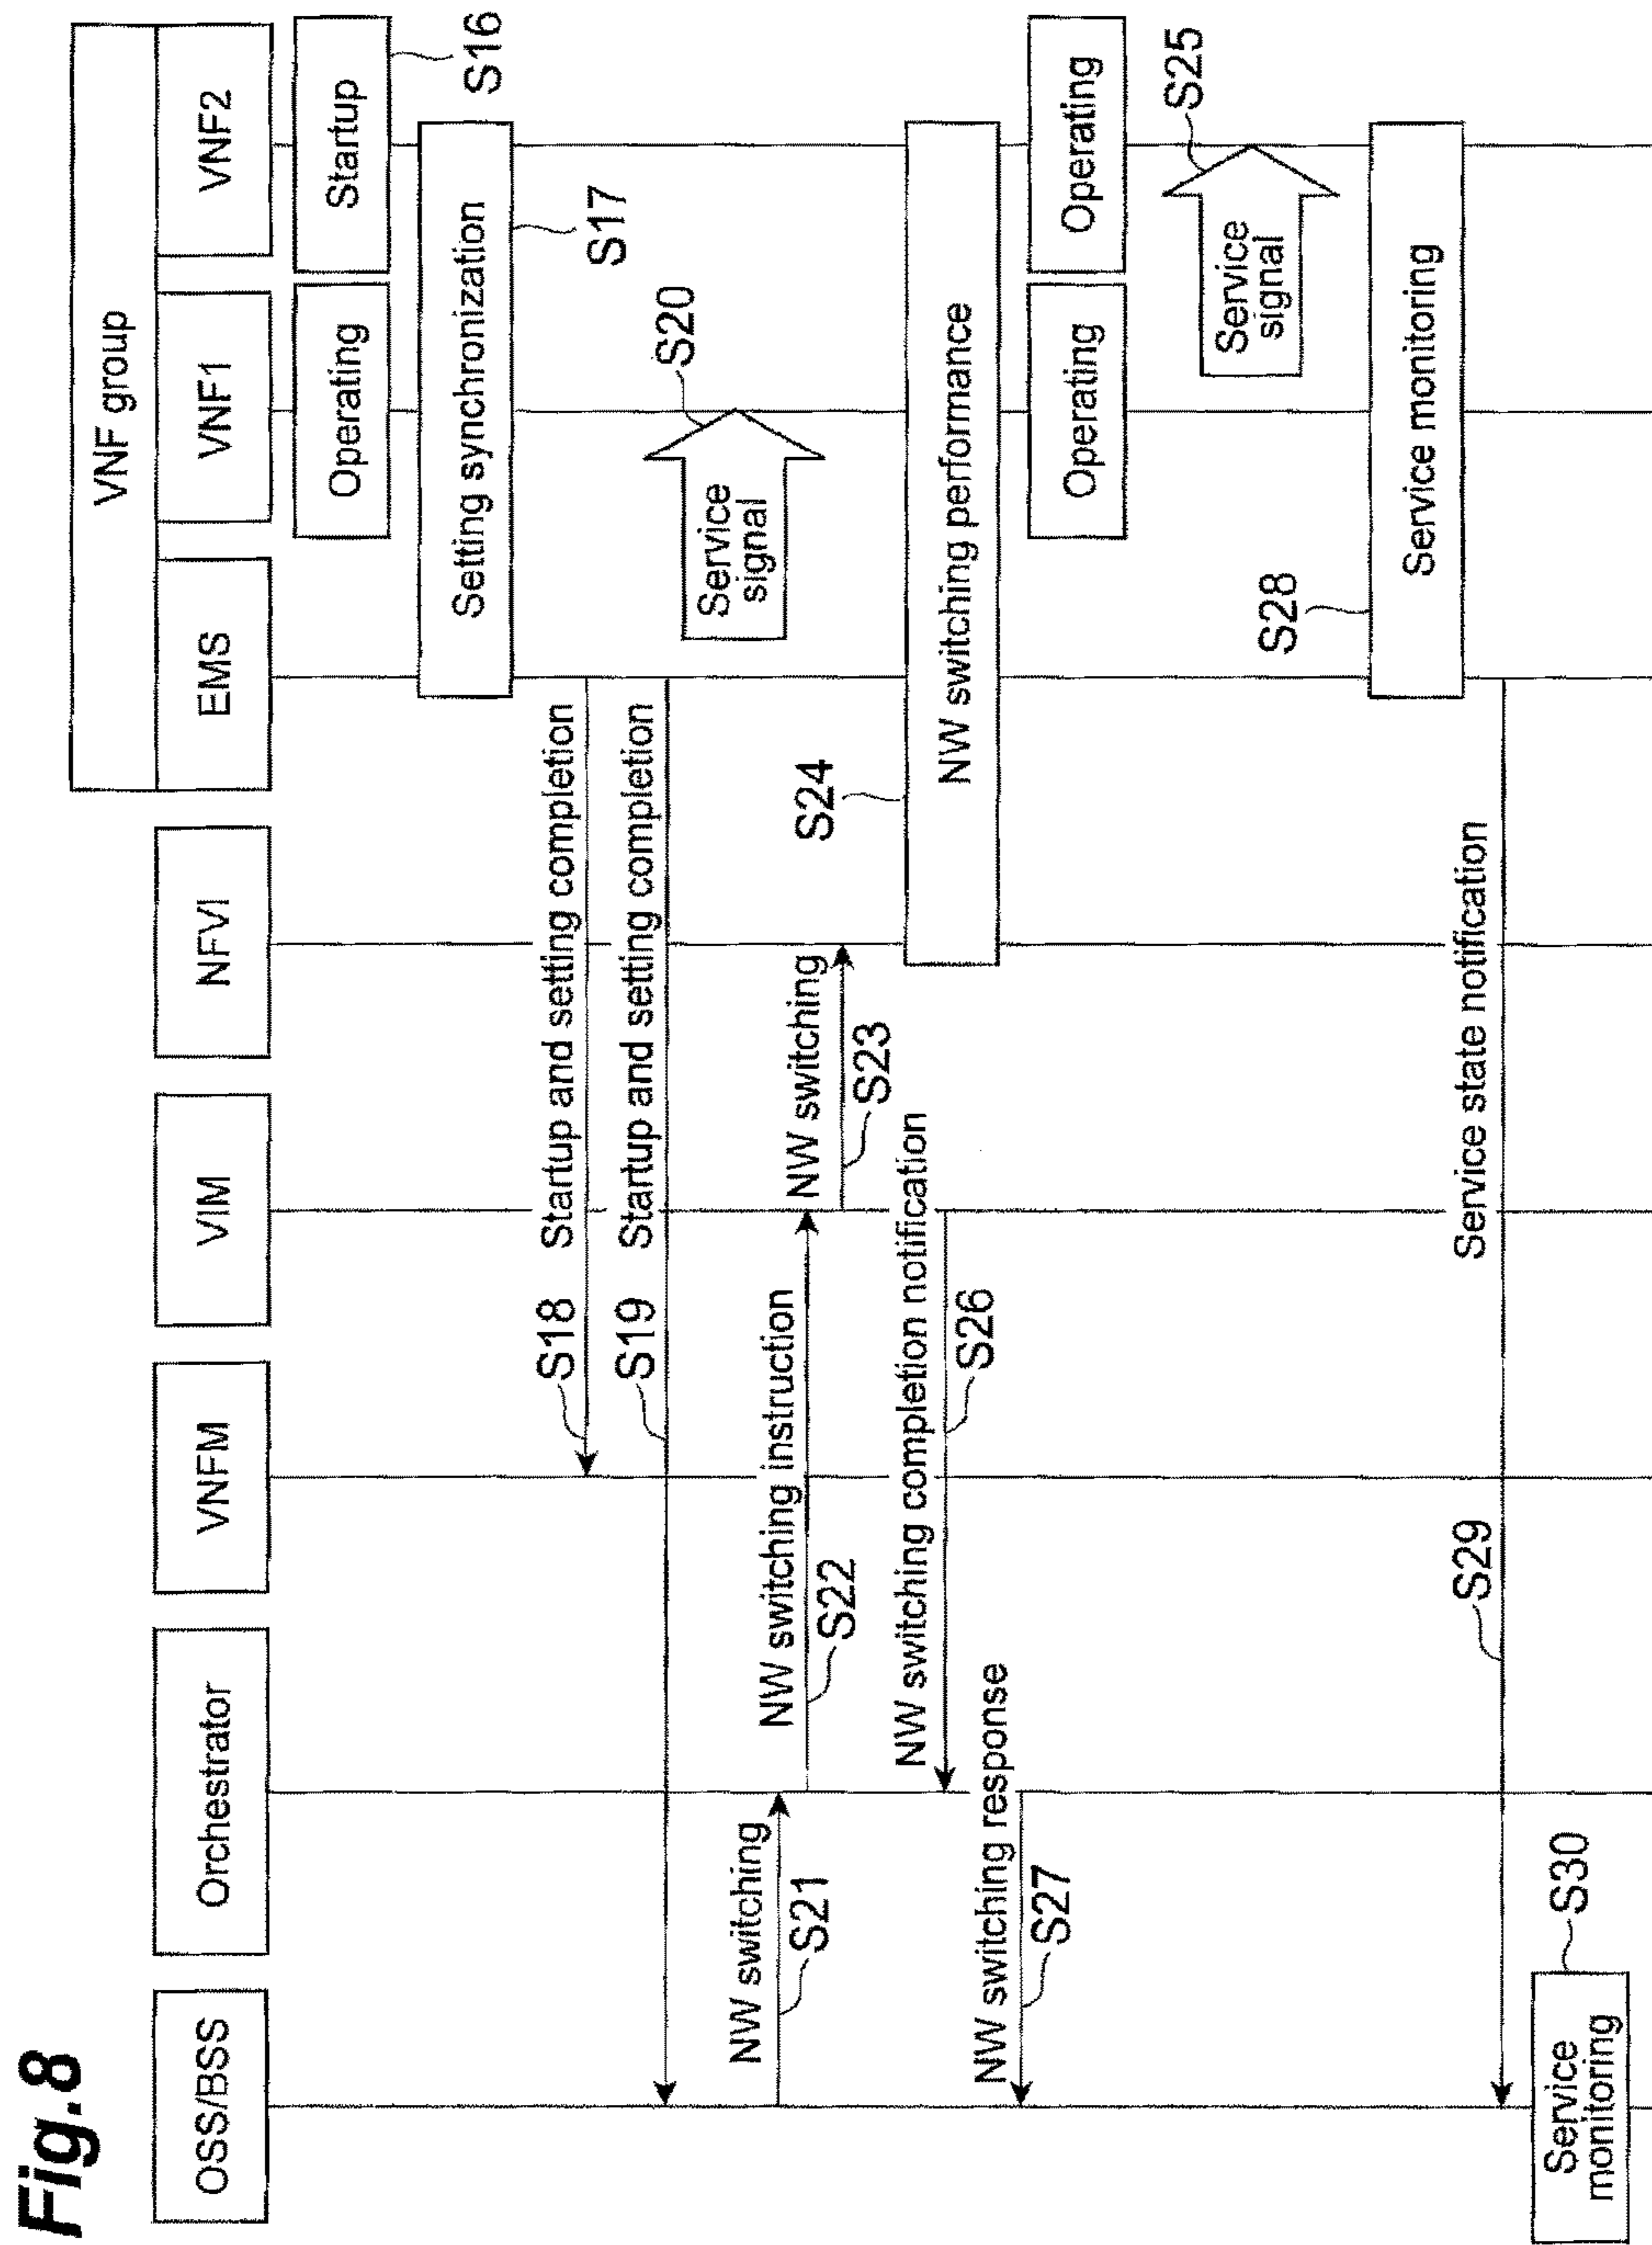 Fig.8
VNF group
OSS/BSS
Orchestrator
VNFM
VIM
NFVI
EMS
VNF1
VNF2
Operating
Startup
S16
Setting synchronization
S17
S18
Startup and setting completion
S19
Startup and setting completion
Service
signal
S20
NW switching
S21
NW switching instruction
S22
NW switching
S23
S24
NW switching performance
NW switching completion notification
S26
NW switching response
S27
Operating
Operating
Service
signal
S25
S28
Service monitoring
Service state notification
S29
Service
monitoring
S30